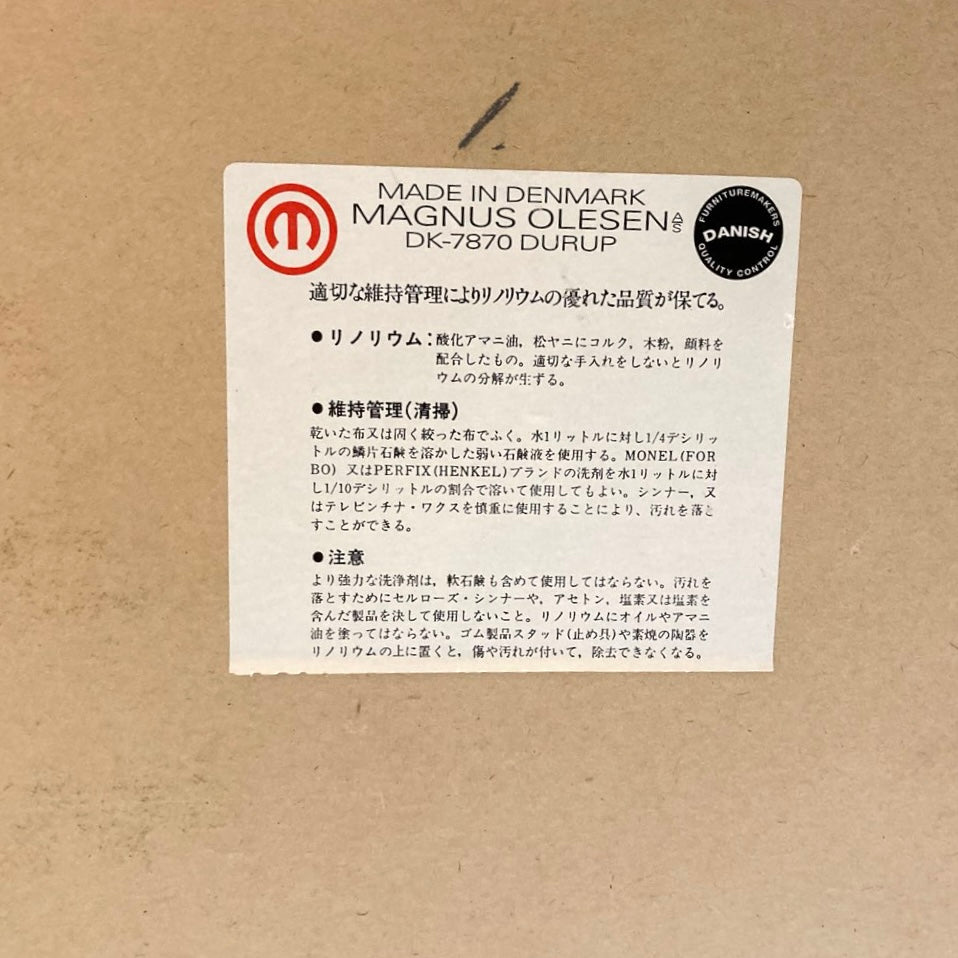 MADE IN DENMARK
MAGNUS OLESEN A/S
DK-7870 DURUP
FURNITUREMAKERS
DANISH
QUALITY CONTROL
適切な維持管理によりリノリウムの優れた品質が保てる。
●リノリウム：酸化アマニ油，松ヤニにコルク，木粉，顔料を
配合したもの。適切な手入れをしないとリノリ
ウムの分解が生ずる。
●維持管理(清掃)
乾いた布又は固く絞った布でふく。水1リットルに対し1/4デシリッ
トルの鱗片石鹸を溶かした弱い石鹸液を使用する。MONEL(FOR
BO) 又はPERFIX(HENKEL)ブランドの洗剤を水1リットルに対
し1/10デシリットルの割合で溶いて使用してもよい。シンナー，又
はテレビンチナ・ワクスを慎重に使用することにより、汚れを落と
すことができる。
●注意
より強力な洗浄剤は，軟石鹸も含めて使用してはならない。汚れを
落とすためにセルローズ・シンナーや，アセトン，塩素又は塩素を
含んだ製品を決して使用しないこと。リノリウムにオイルやアマニ
油を塗ってはならない。ゴム製品スタッド(止め具)や素焼の陶器を
リノリウムの上に置くと，傷や汚れが付いて，除去できなくなる。